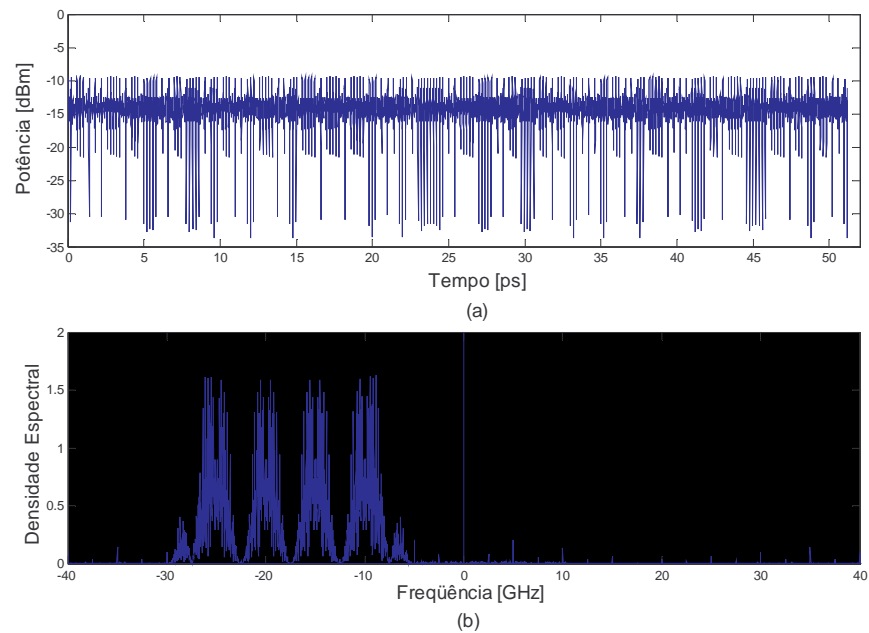 0
-5
-10
-15
-20
-25
-30
-35
Potência [dBm]
0 5 10 15 20 25 30 35 40 45 50
Tempo [ps]
(a)
2
1.5
1
0.5
0
Densidade Espectral
-40 -30 -20 -10 0 10 20 30 40
Freqüência [GHz]
(b)